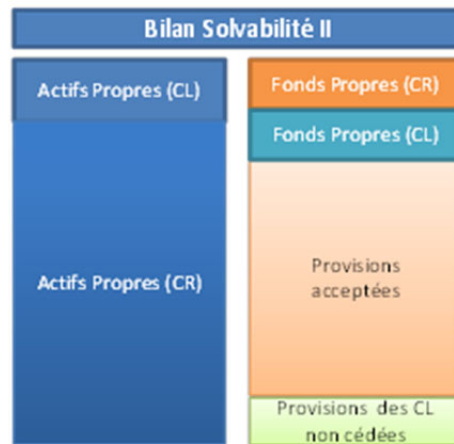 Bilan Solvabilité II
Actifs Propres (CL)
Actifs Propres (CR)
Fonds Propres (CR)
Fonds Propres (CL)
Provisions
acceptées
Provisions des CL
non cédées